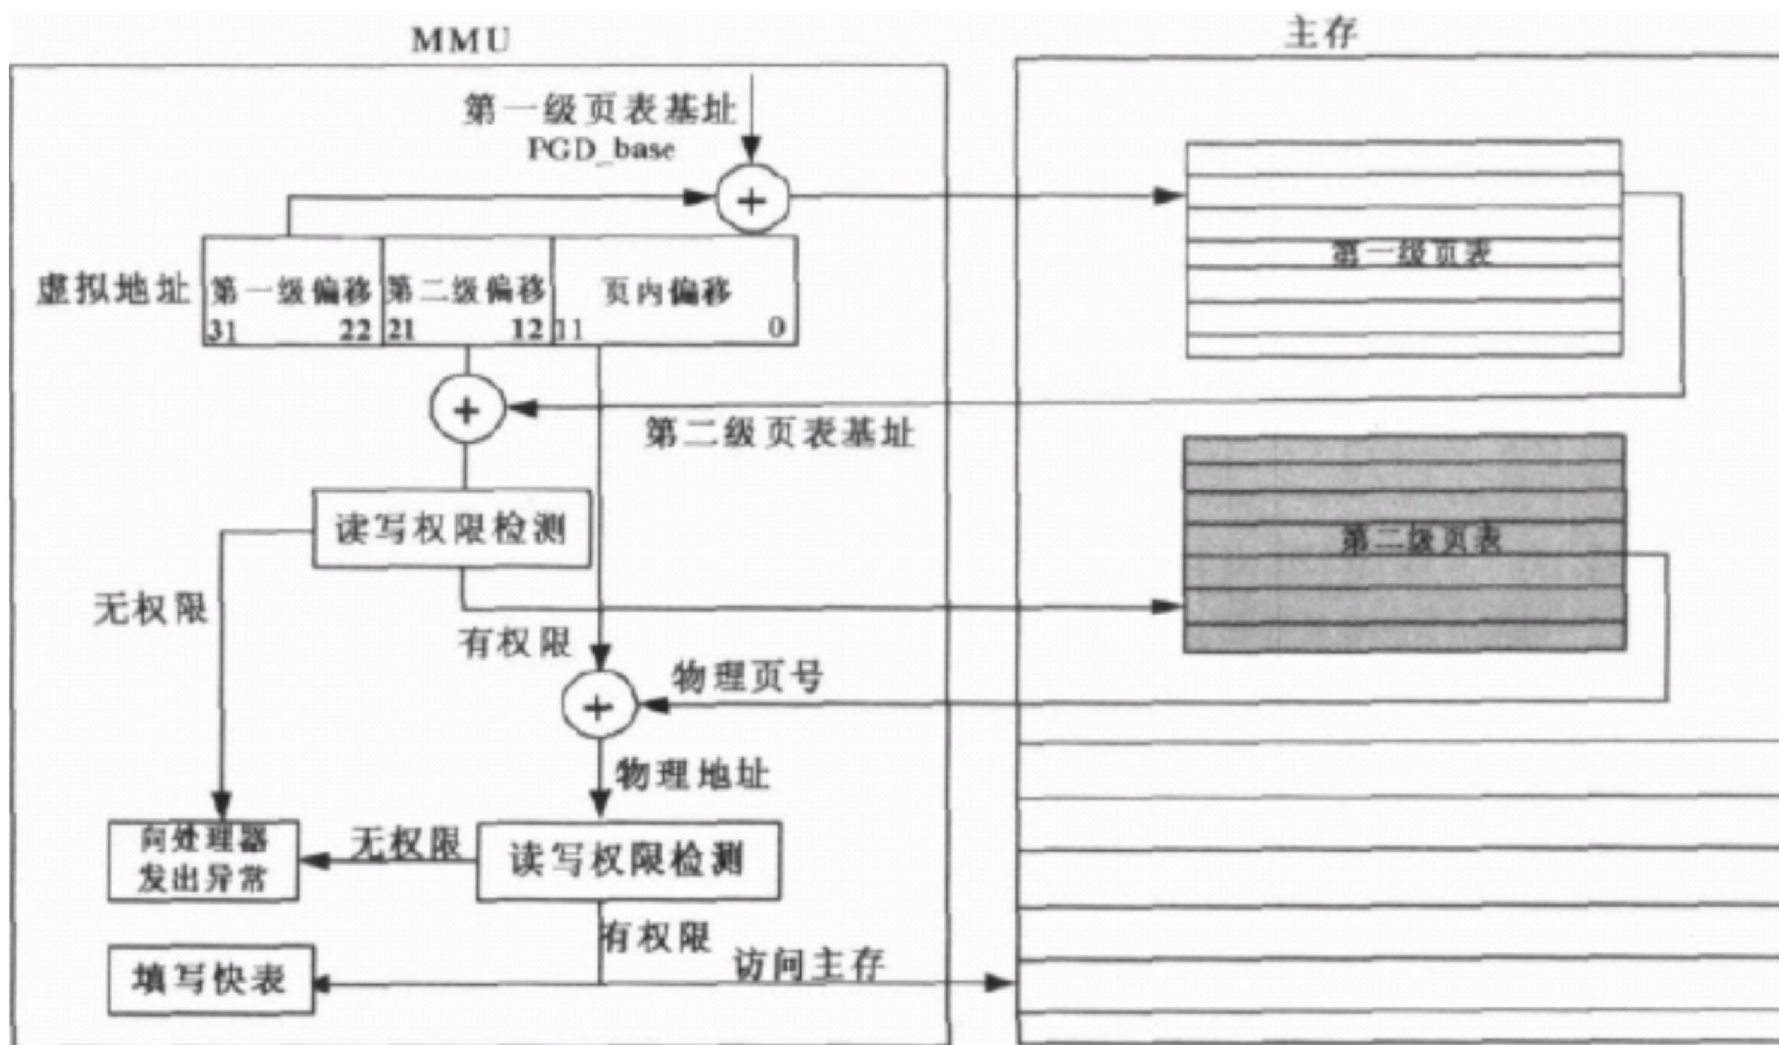 MMU
主存
第一级页表基址
PGD_base
+
虚拟地址
第一级偏移
第二级偏移
页内偏移
31
22
21
12
11
0
第一级页表
+
第二级页表基址
读写权限检测
第二级页表
无权限
有权限
物理页号
+
物理地址
向处理器
发出异常
无权限
读写权限检测
有权限
填写快表
访问主存